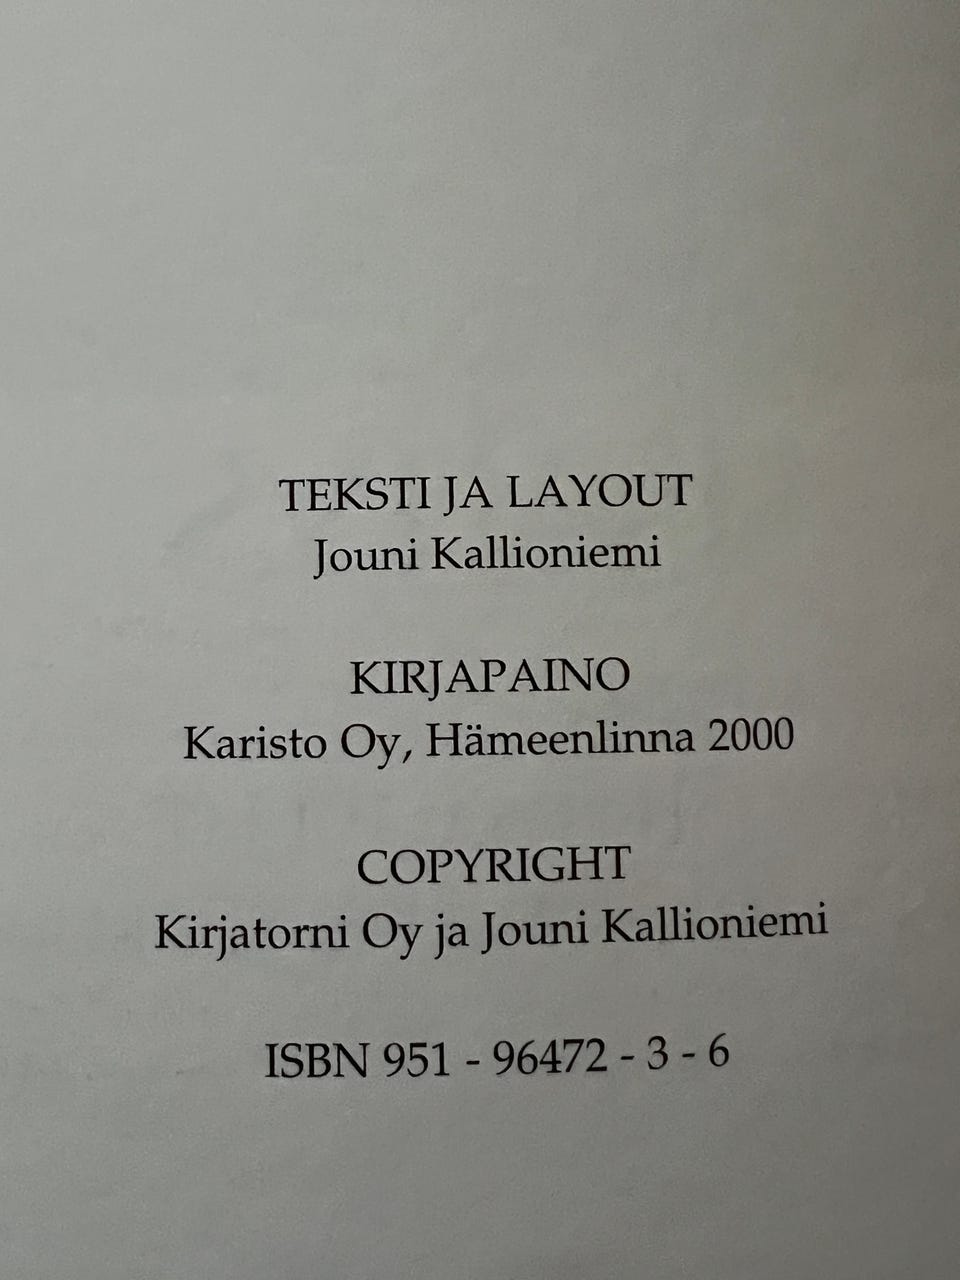 TEKSTI JA LAYOUT
Jouni Kallioniemi
KIRJAPAINO
Karisto Oy, Hämeenlinna 2000
COPYRIGHT
Kirjatorni Oy ja Jouni Kallioniemi
ISBN 951 - 96472 - 3 - 6